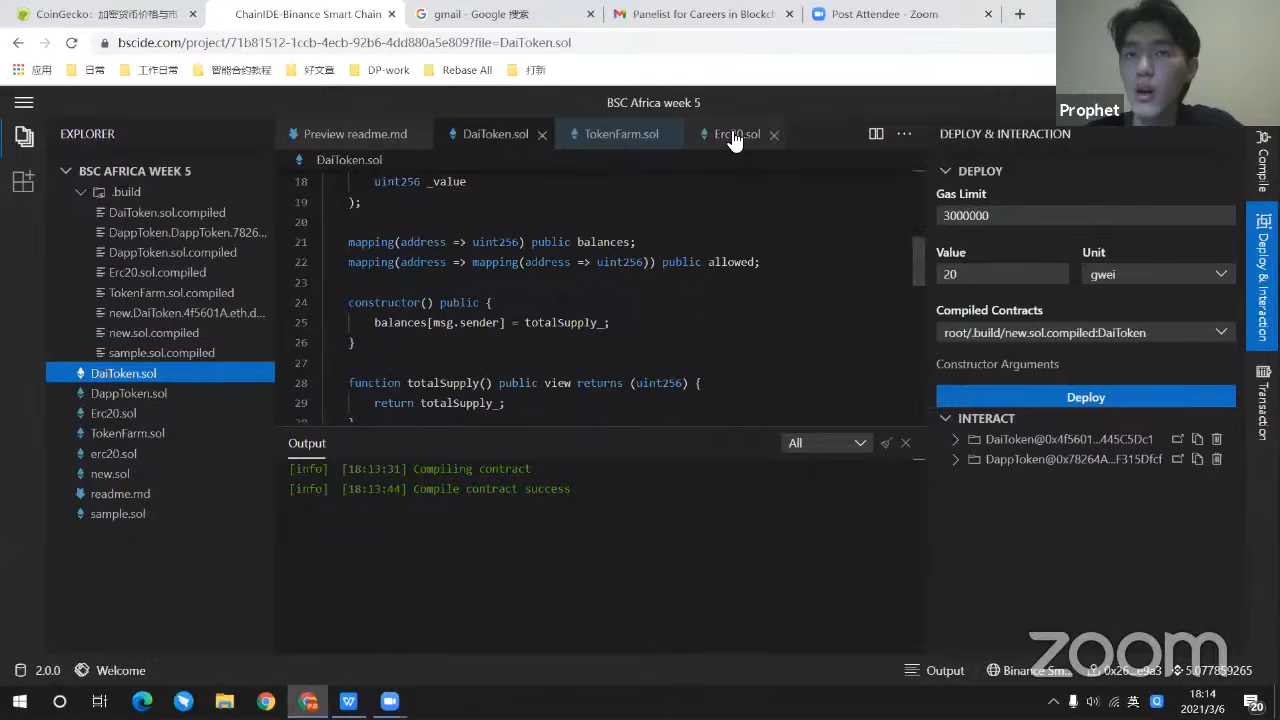 CoinGecko: 加密货币价格与市
ChainIDE-Binance Smart Chain
gmail - Google 搜索
Panelist for Careers in Blockch
Post Attendee - Zoom
bscide.com/project/71b81512-1ccb-4ecb-92b6-4dd880a5e809?file=DaiToken.sol
应用 日常 工作日常 智能合约教程 好文章 DP-work Rebase All 打新
BSC Africa week 5
Prophet
EXPLORER
BSC AFRICA WEEK 5
.build
DaiToken.sol.compiled
DappToken.DappToken.7826...
DappToken.sol.compiled
Erc20.sol.compiled
TokenFarm.sol.compiled
new.DaiToken.4f5601A.eth.d...
new.sol.compiled
sample.sol.compiled
DaiToken.sol
DappToken.sol
Erc20.sol
TokenFarm.sol
erc20.sol
new.sol
readme.md
sample.sol
Preview readme.md
DaiToken.sol
TokenFarm.sol
Erc20.sol
DaiToken.sol
18 uint256 _value
19 );
20
21 mapping(address => uint256) public balances;
22 mapping(address => mapping(address => uint256)) public allowed;
23
24 constructor() public {
25 balances[msg.sender] = totalSupply_;
26 }
27
28 function totalSupply() public view returns (uint256) {
29 return totalSupply_;
Output
All
[info] [18:13:31] Compiling contract
[info] [18:13:44] Compile contract success
DEPLOY & INTERACTION
DEPLOY
Gas Limit
3000000
Value Unit
20 gwei
Compiled Contracts
root/.build/new.sol.compiled:DaiToken
Constructor Arguments
Deploy
INTERACT
DaiToken@0x4f5601...445C5Dc1
DappToken@0x78264A...F315Dfcf
Compile
Deploy & Interaction
Transaction
zoom
2.0.0 Welcome
Output Binance Sm... 0x26...e9a3 5.077859265
英
18:14
2021/3/6
20